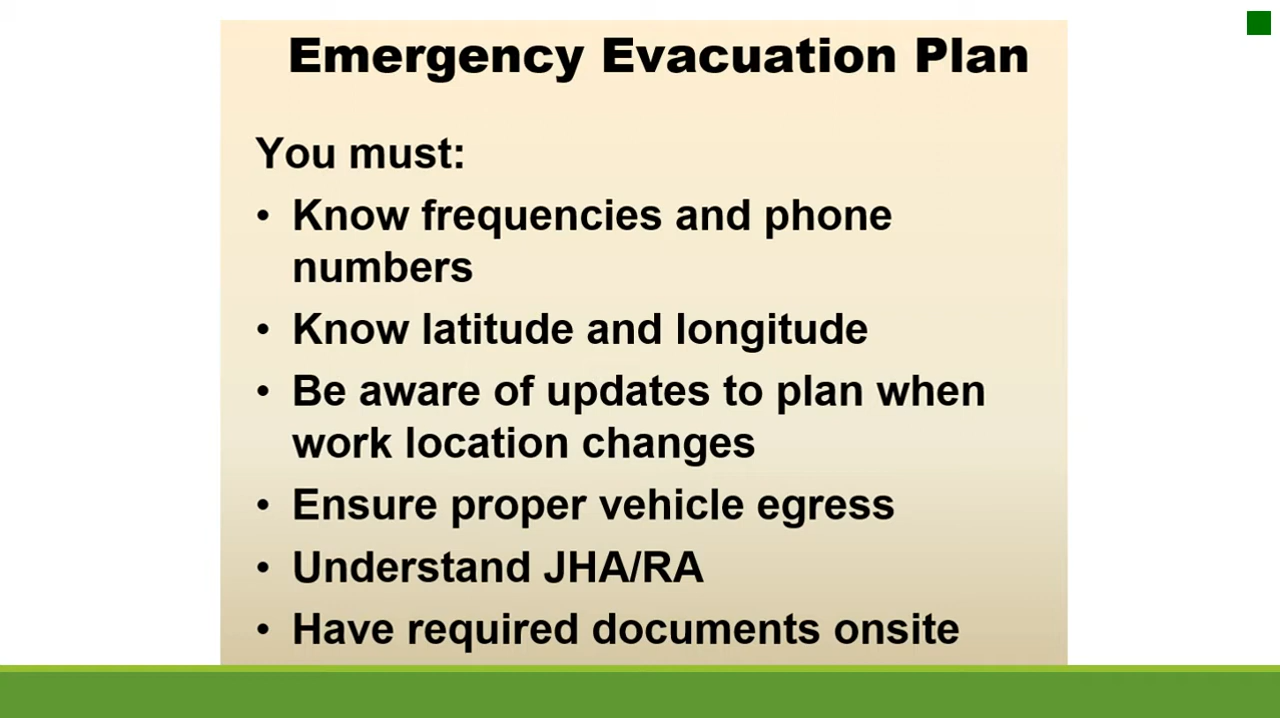 Emergency Evacuation Plan
You must:
• Know frequencies and phone
numbers
• Know latitude and longitude
• Be aware of updates to plan when
work location changes
• Ensure proper vehicle egress
• Understand JHA/RA
• Have required documents onsite